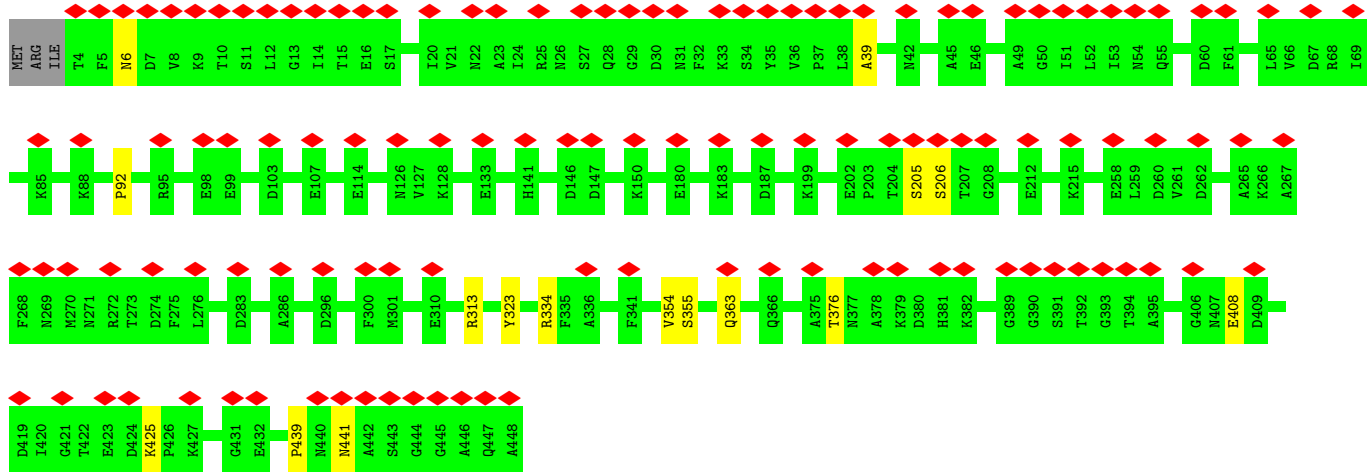 MET ARG ILE T4 F5 N6 D7 V8 K9 T10 S11 L12 G13 I14 T15 E16 S17 I20 V21 N22 A23 I24 R25 N26 S27 Q28 G29 D30 N31 F32 K33 S34 Y35 V36 P37 L38 A39 N42 A45 E46 A49 G50 I51 L52 I53 N54 Q55 D60 F61 L65 V66 D67 R68 I69
K85 K88 P92 R95 E98 E99 D103 E107 E114 N126 V127 K128 E133 H141 D146 D147 K150 E180 K183 D187 K199 E202 P203 T204 S205 S206 T207 G208 E212 K215 E258 L259 D260 V261 D262 A265 K266 A267
F268 N269 M270 N271 R272 T273 D274 F275 L276 D283 A286 D296 F300 M301 E310 R313 Y323 R334 F335 A336 F341 V354 S355 Q363 Q366 A375 T376 N377 A378 K379 D380 H381 K382 G389 G390 S391 T392 G393 T394 A395 G406 N407 E408 D409
D419 I420 G421 T422 E423 D424 K425 P426 K427 G431 E432 P439 N440 N441 A442 S443 G444 G445 A446 Q447 A448